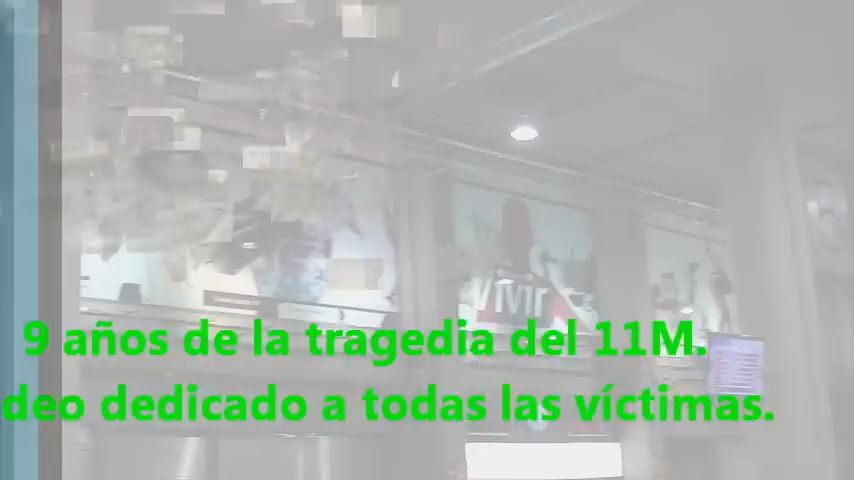 vivir
9 años de la tragedia del 11M.
deo dedicado a todas las víctimas.